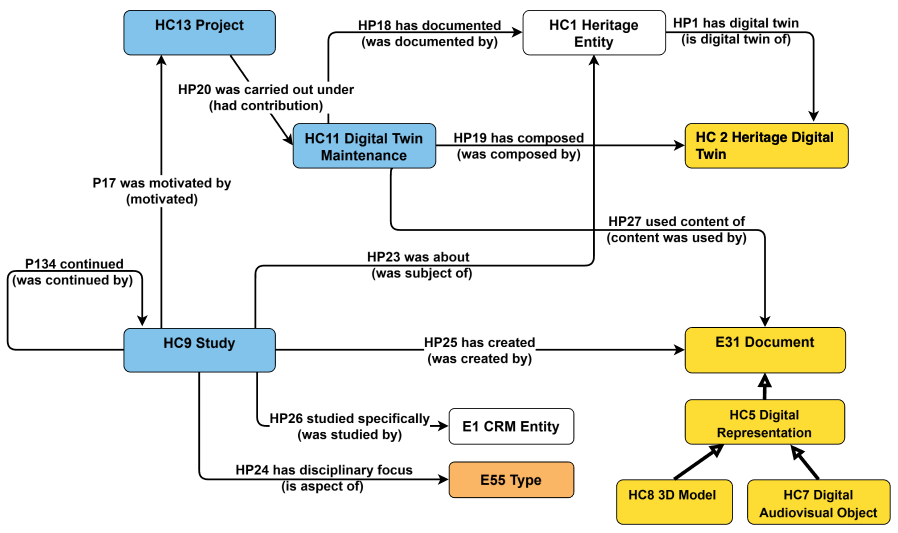 HC13 Project
HP18 has documented
(was documented by)
HC1 Heritage
Entity
HP1 has digital twin
(is digital twin of)
HP20 was carried out under
(had contribution)
HC11 Digital Twin
Maintenance
HP19 has composed
(was composed by)
HC 2 Heritage Digital
Twin
P17 was motivated by
(motivated)
HP27 used content of
(content was used by)
HP23 was about
(was subject of)
P134 continued
(was continued by)
HC9 Study
HP25 has created
(was created by)
E31 Document
HP26 studied specifically
(was studied by)
E1 CRM Entity
HC5 Digital
Representation
HP24 has disciplinary focus
(is aspect of)
E55 Type
HC8 3D Model
HC7 Digital
Audiovisual Object